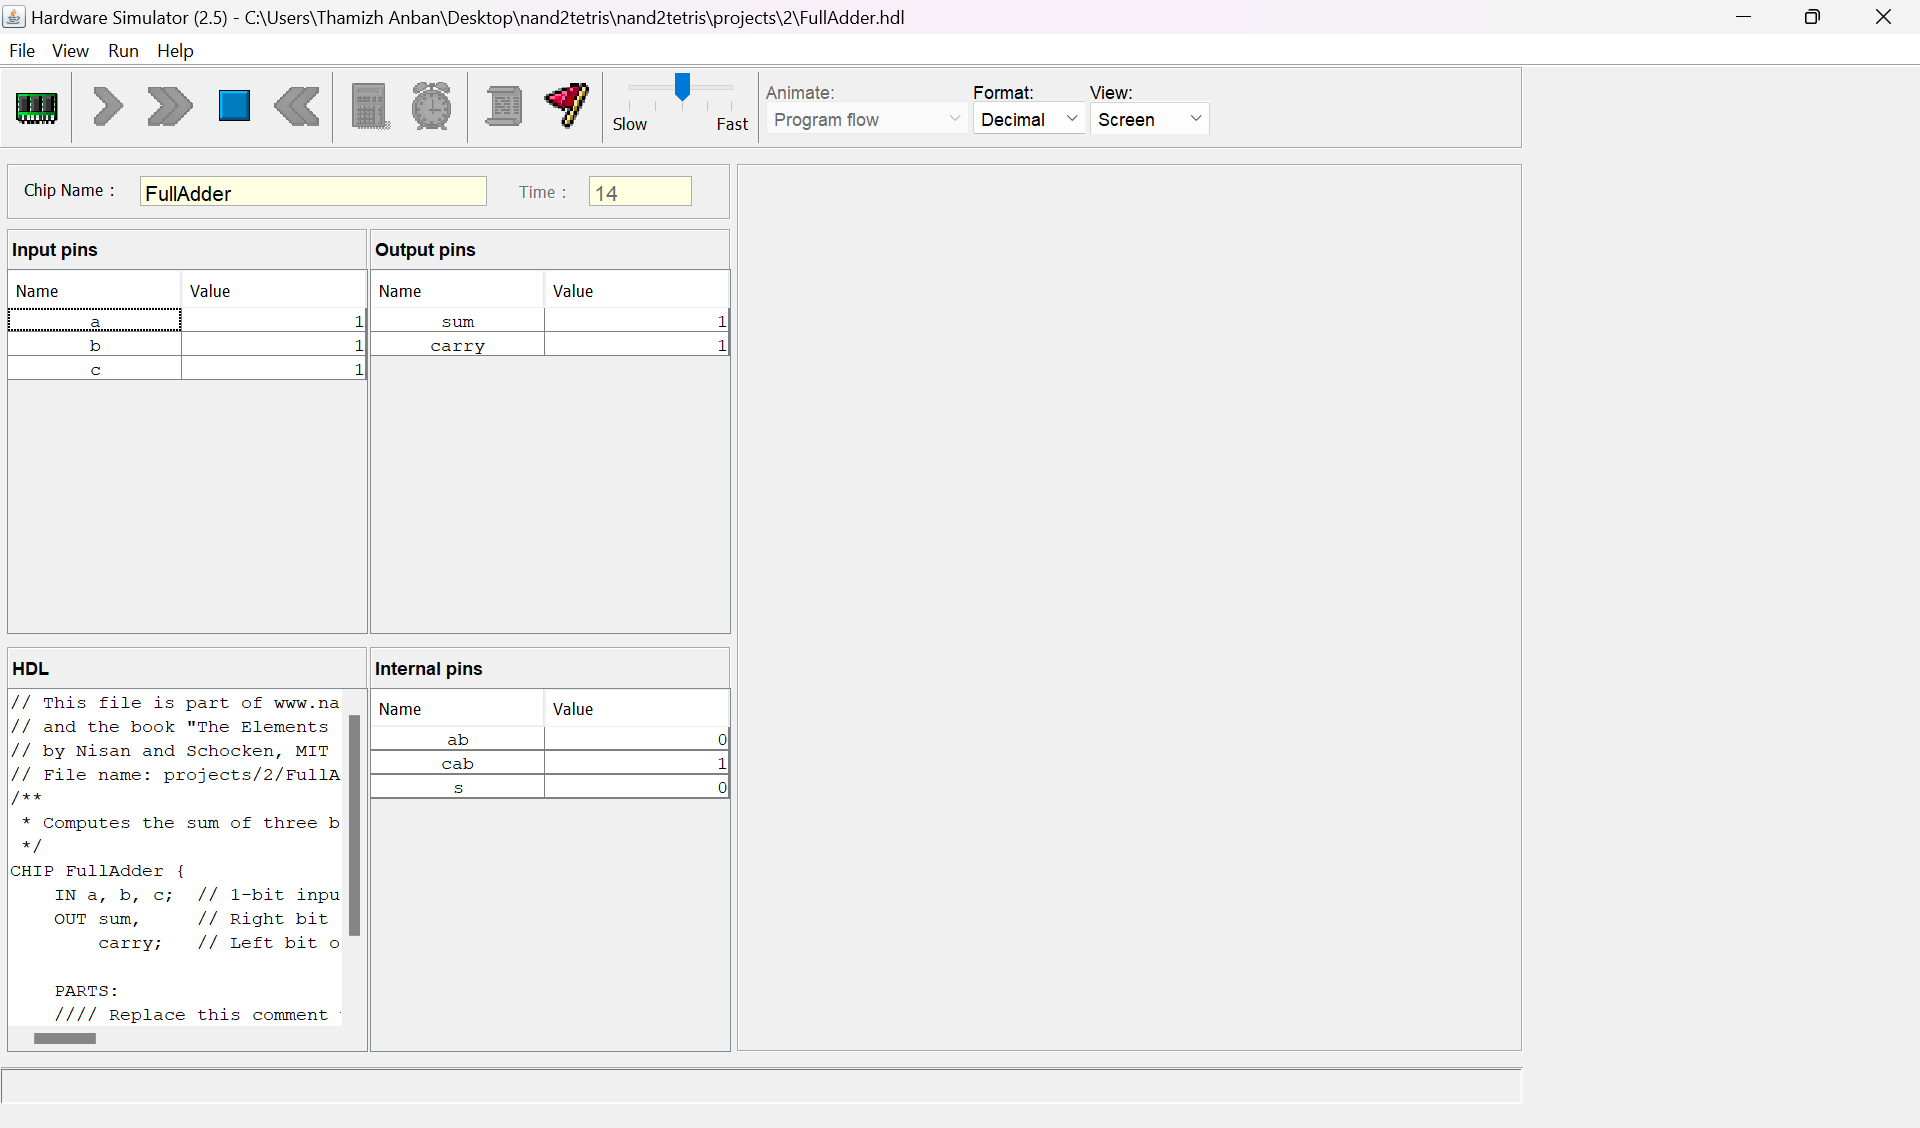 Hardware Simulator (2.5) - C:\Users\Thamizh Anban\Desktop\nand2tetris\nand2tetris\projects\2\FullAdder.hdl
File View Run Help
Slow Fast
Animate: Format: View:
Program flow Decimal Screen
Chip Name : FullAdder Time : 14
Input pins
Name Value
a 1
b 1
c 1
Output pins
Name Value
sum 1
carry 1
HDL
// This file is part of www.na
// and the book "The Elements
// by Nisan and Schocken, MIT
// File name: projects/2/FullA
/**
 * Computes the sum of three b
 */
CHIP FullAdder {
    IN a, b, c;  // 1-bit inpu
    OUT sum,     // Right bit
        carry;   // Left bit o
    PARTS:
    //// Replace this comment
Internal pins
Name Value
ab 0
cab 1
s 0